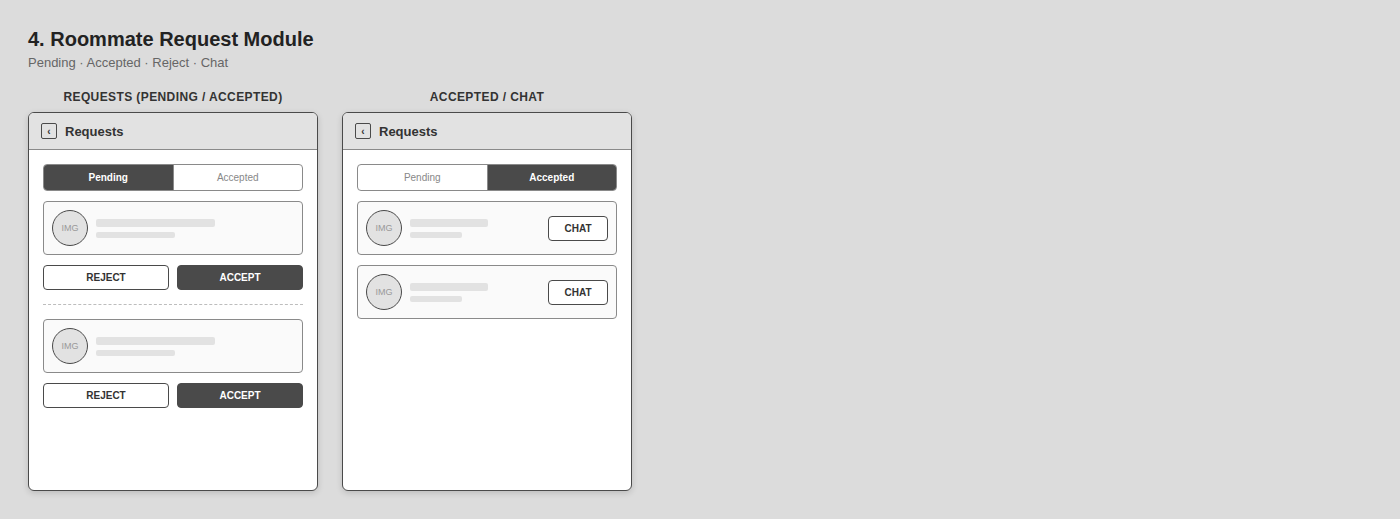 4. Roommate Request Module
Pending · Accepted · Reject · Chat
REQUESTS (PENDING / ACCEPTED)
‹ Requests
Pending Accepted
IMG
REJECT ACCEPT
IMG
REJECT ACCEPT
ACCEPTED / CHAT
‹ Requests
Pending Accepted
IMG CHAT
IMG CHAT